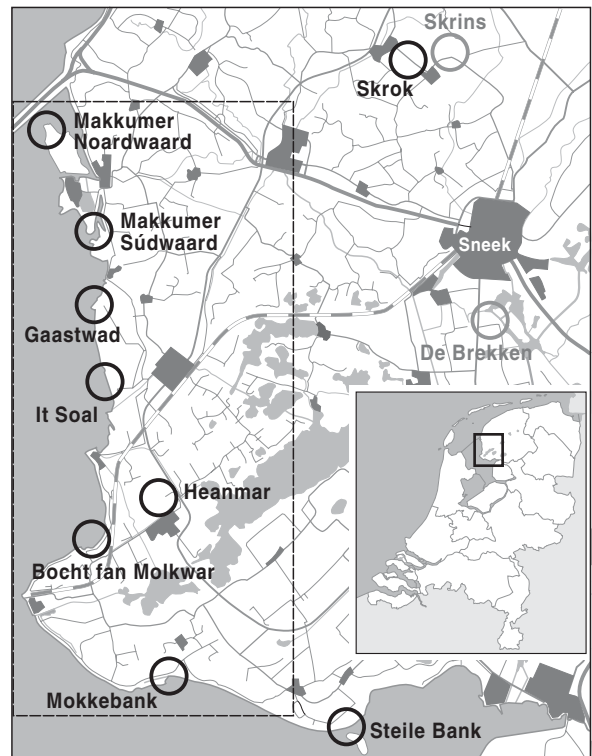 Skrins
Skrok
Makkumer
Noardwaard
Makkumer
Súdwaard
Sneek
Gaastwad
De Brekken
It Soal
Heanmar
Bocht fan Molkwar
Mokkebank
Steile Bank